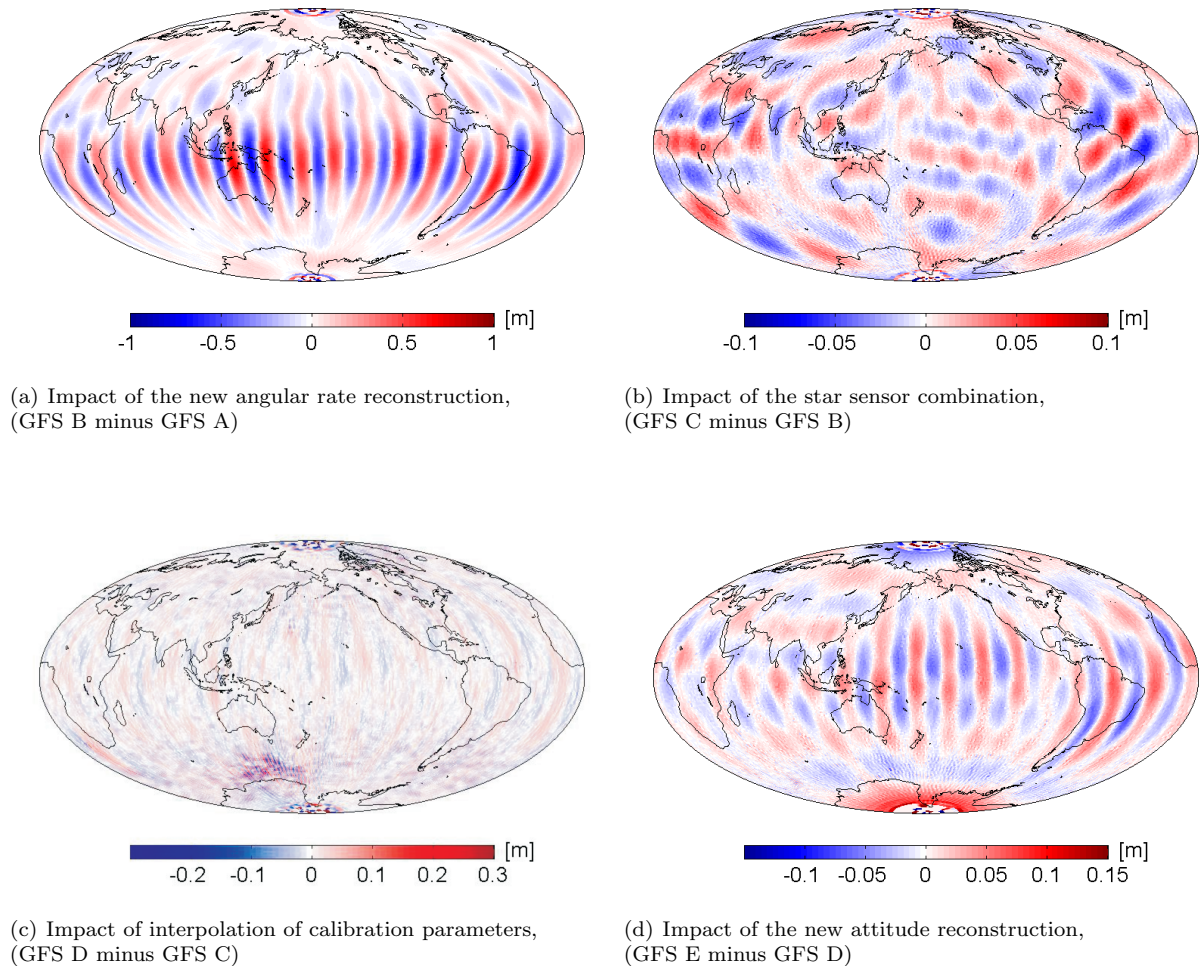 [m]
-1 -0.5 0 0.5 1
[m]
-0.1 -0.05 0 0.05 0.1
(a) Impact of the new angular rate reconstruction,
(GFS B minus GFS A)
(b) Impact of the star sensor combination,
(GFS C minus GFS B)
[m]
-0.2 -0.1 0 0.1 0.2 0.3
[m]
-0.1 -0.05 0 0.05 0.1 0.15
(c) Impact of interpolation of calibration parameters,
(GFS D minus GFS C)
(d) Impact of the new attitude reconstruction,
(GFS E minus GFS D)